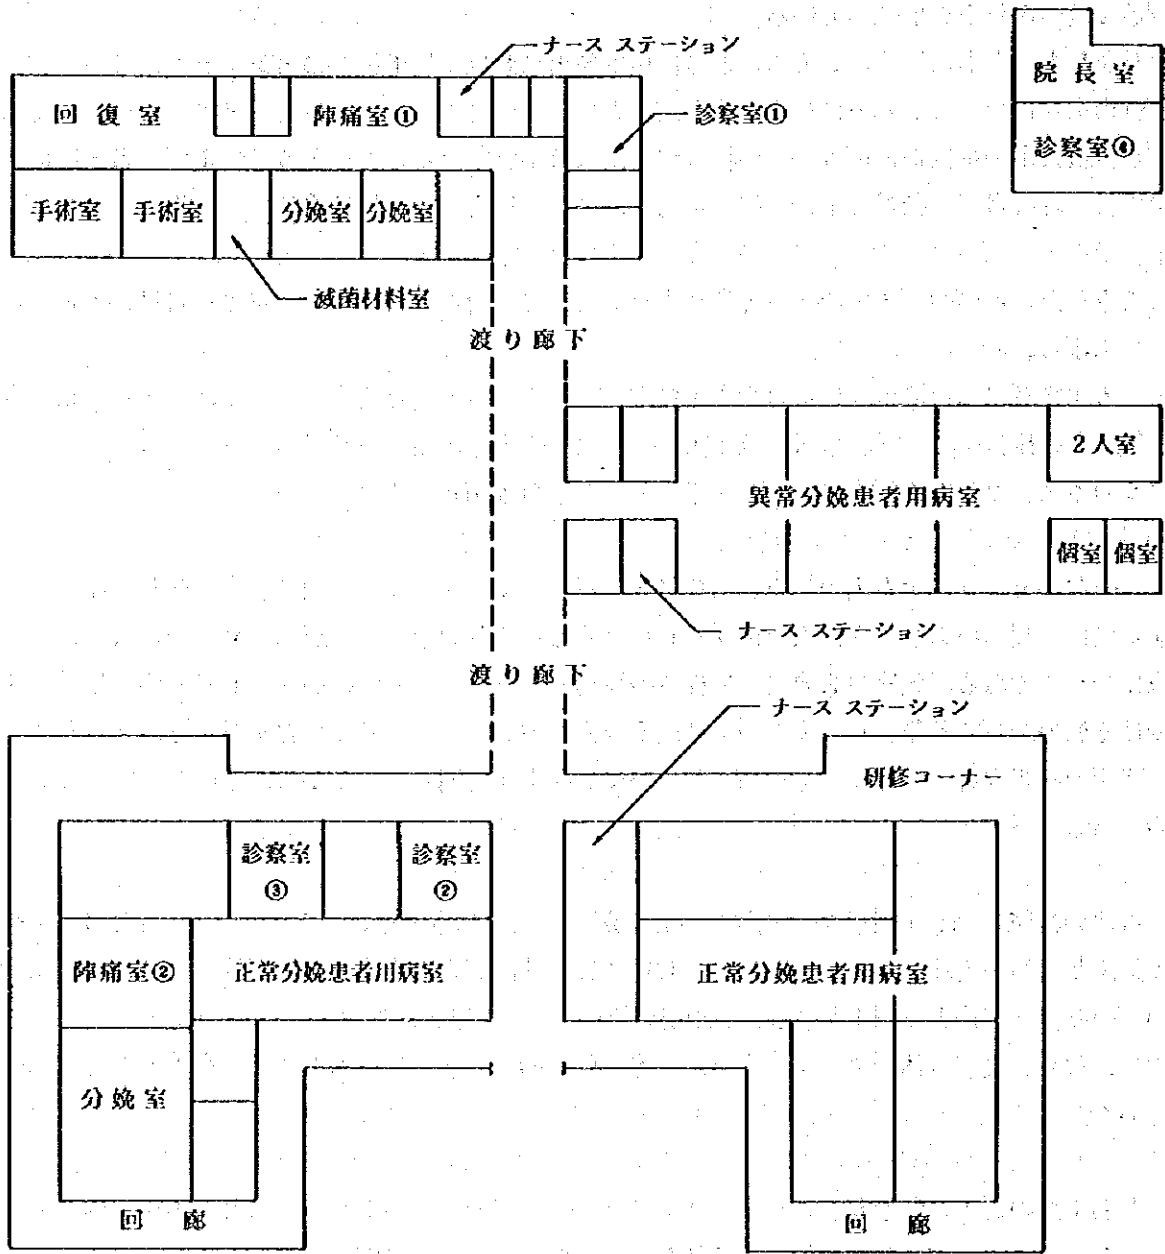 ナース ステーション
院長室
回復室
陣痛室①
診察室①
診察室④
手術室
手術室
分娩室
分娩室
滅菌材料室
渡り廊下
2人室
異常分娩患者用病室
個室
個室
ナース ステーション
渡り廊下
ナース ステーション
研修コーナー
診察室
③
診察室
②
陣痛室②
正常分娩患者用病室
正常分娩患者用病室
分娩室
回廊
回廊